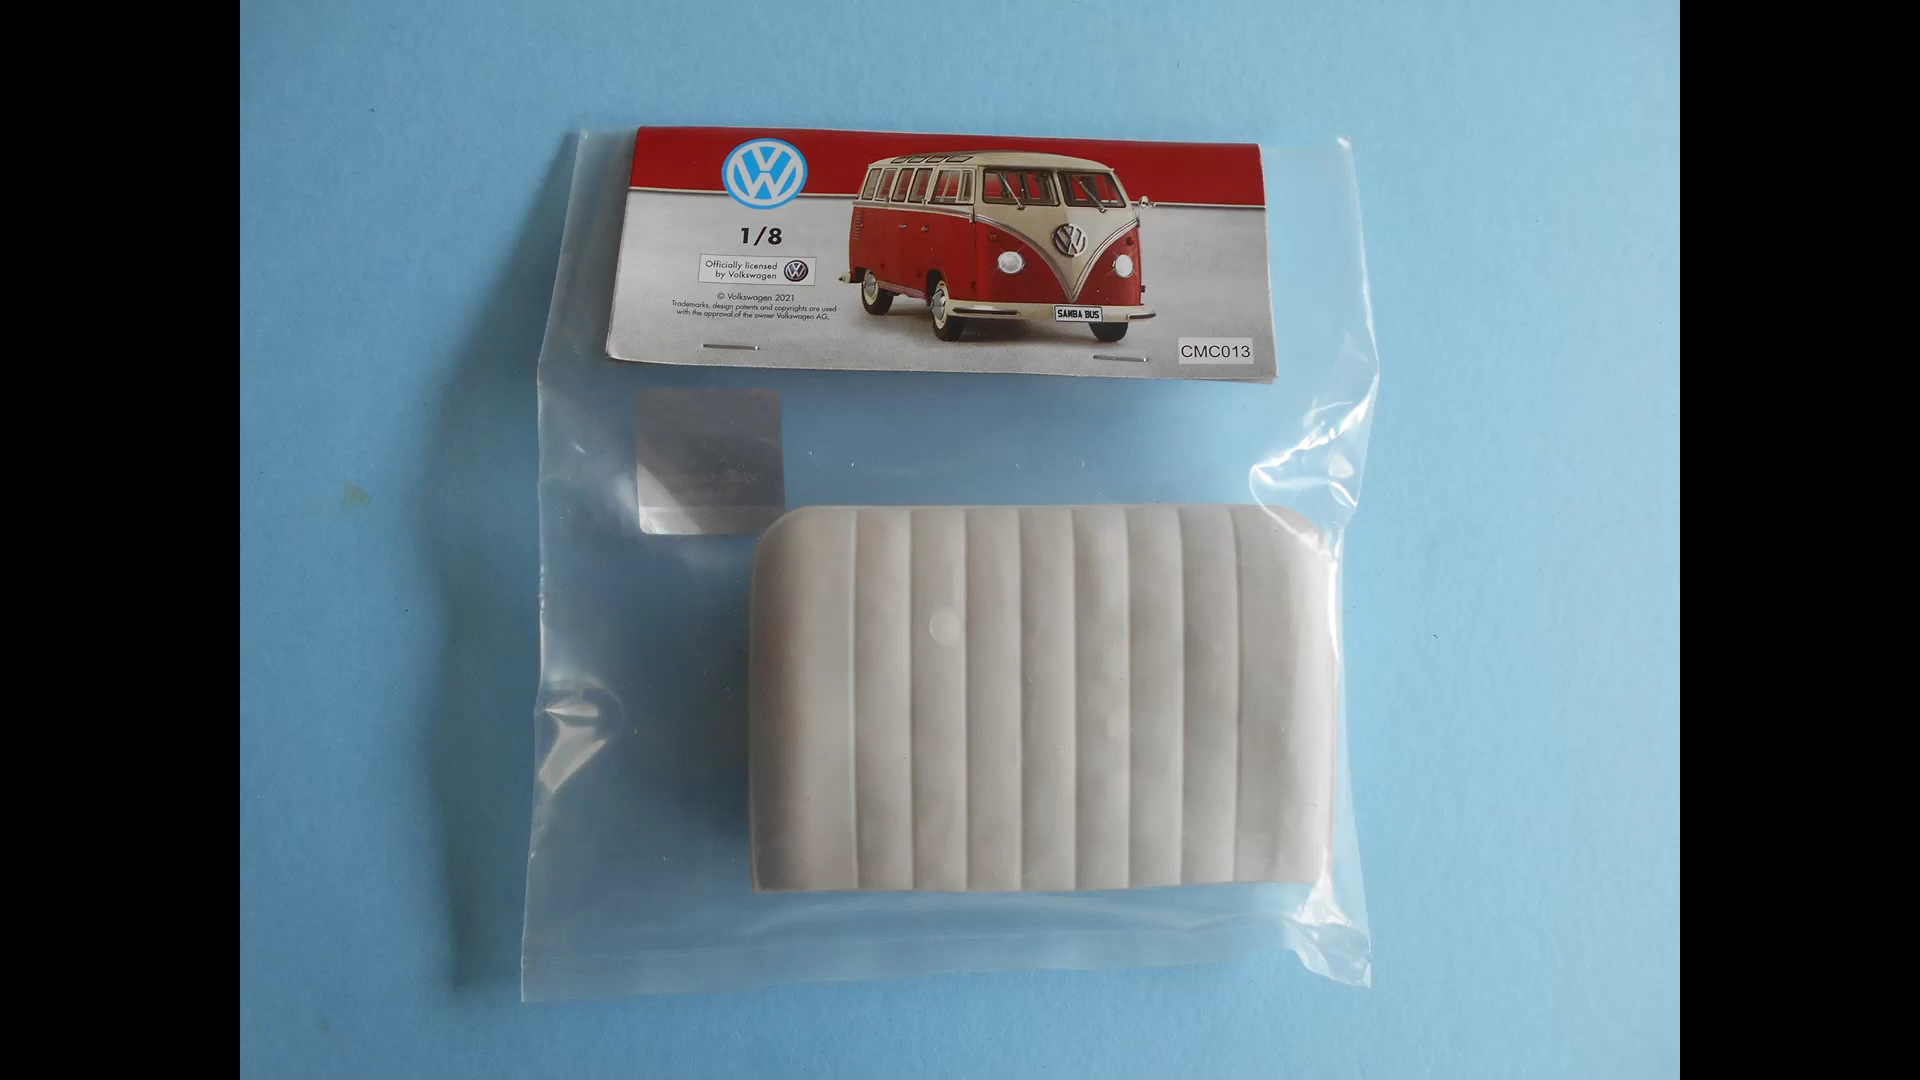 1/8
Officially licensed
by Volkswagen
© Volkswagen 2021
Trademarks, design patents and copyrights are used
with the approval of the owner Volkswagen AG.
SAMBA BUS
CMC013